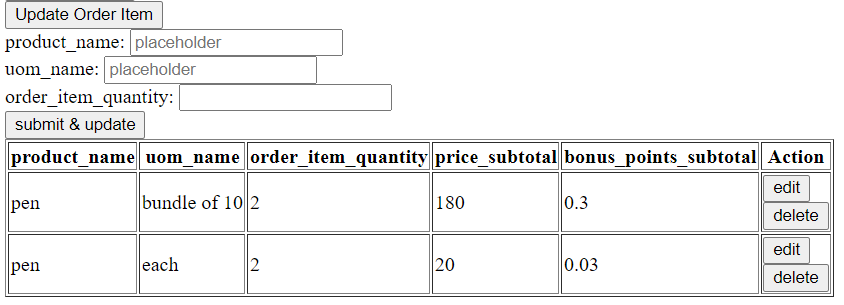 Update Order Item
product_name: placeholder
uom_name: placeholder
order_item_quantity:
submit & update
product_name uom_name order_item_quantity price_subtotal bonus_points_subtotal Action
pen bundle of 10 2 180 0.3 edit
delete
pen each 2 20 0.03 edit
delete